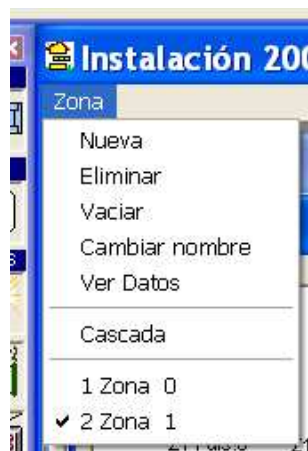 Instalación 200
Zona
Nueva
Eliminar
Vaciar
Cambiar nombre
Ver Datos
Cascada
1 Zona 0
2 Zona 1